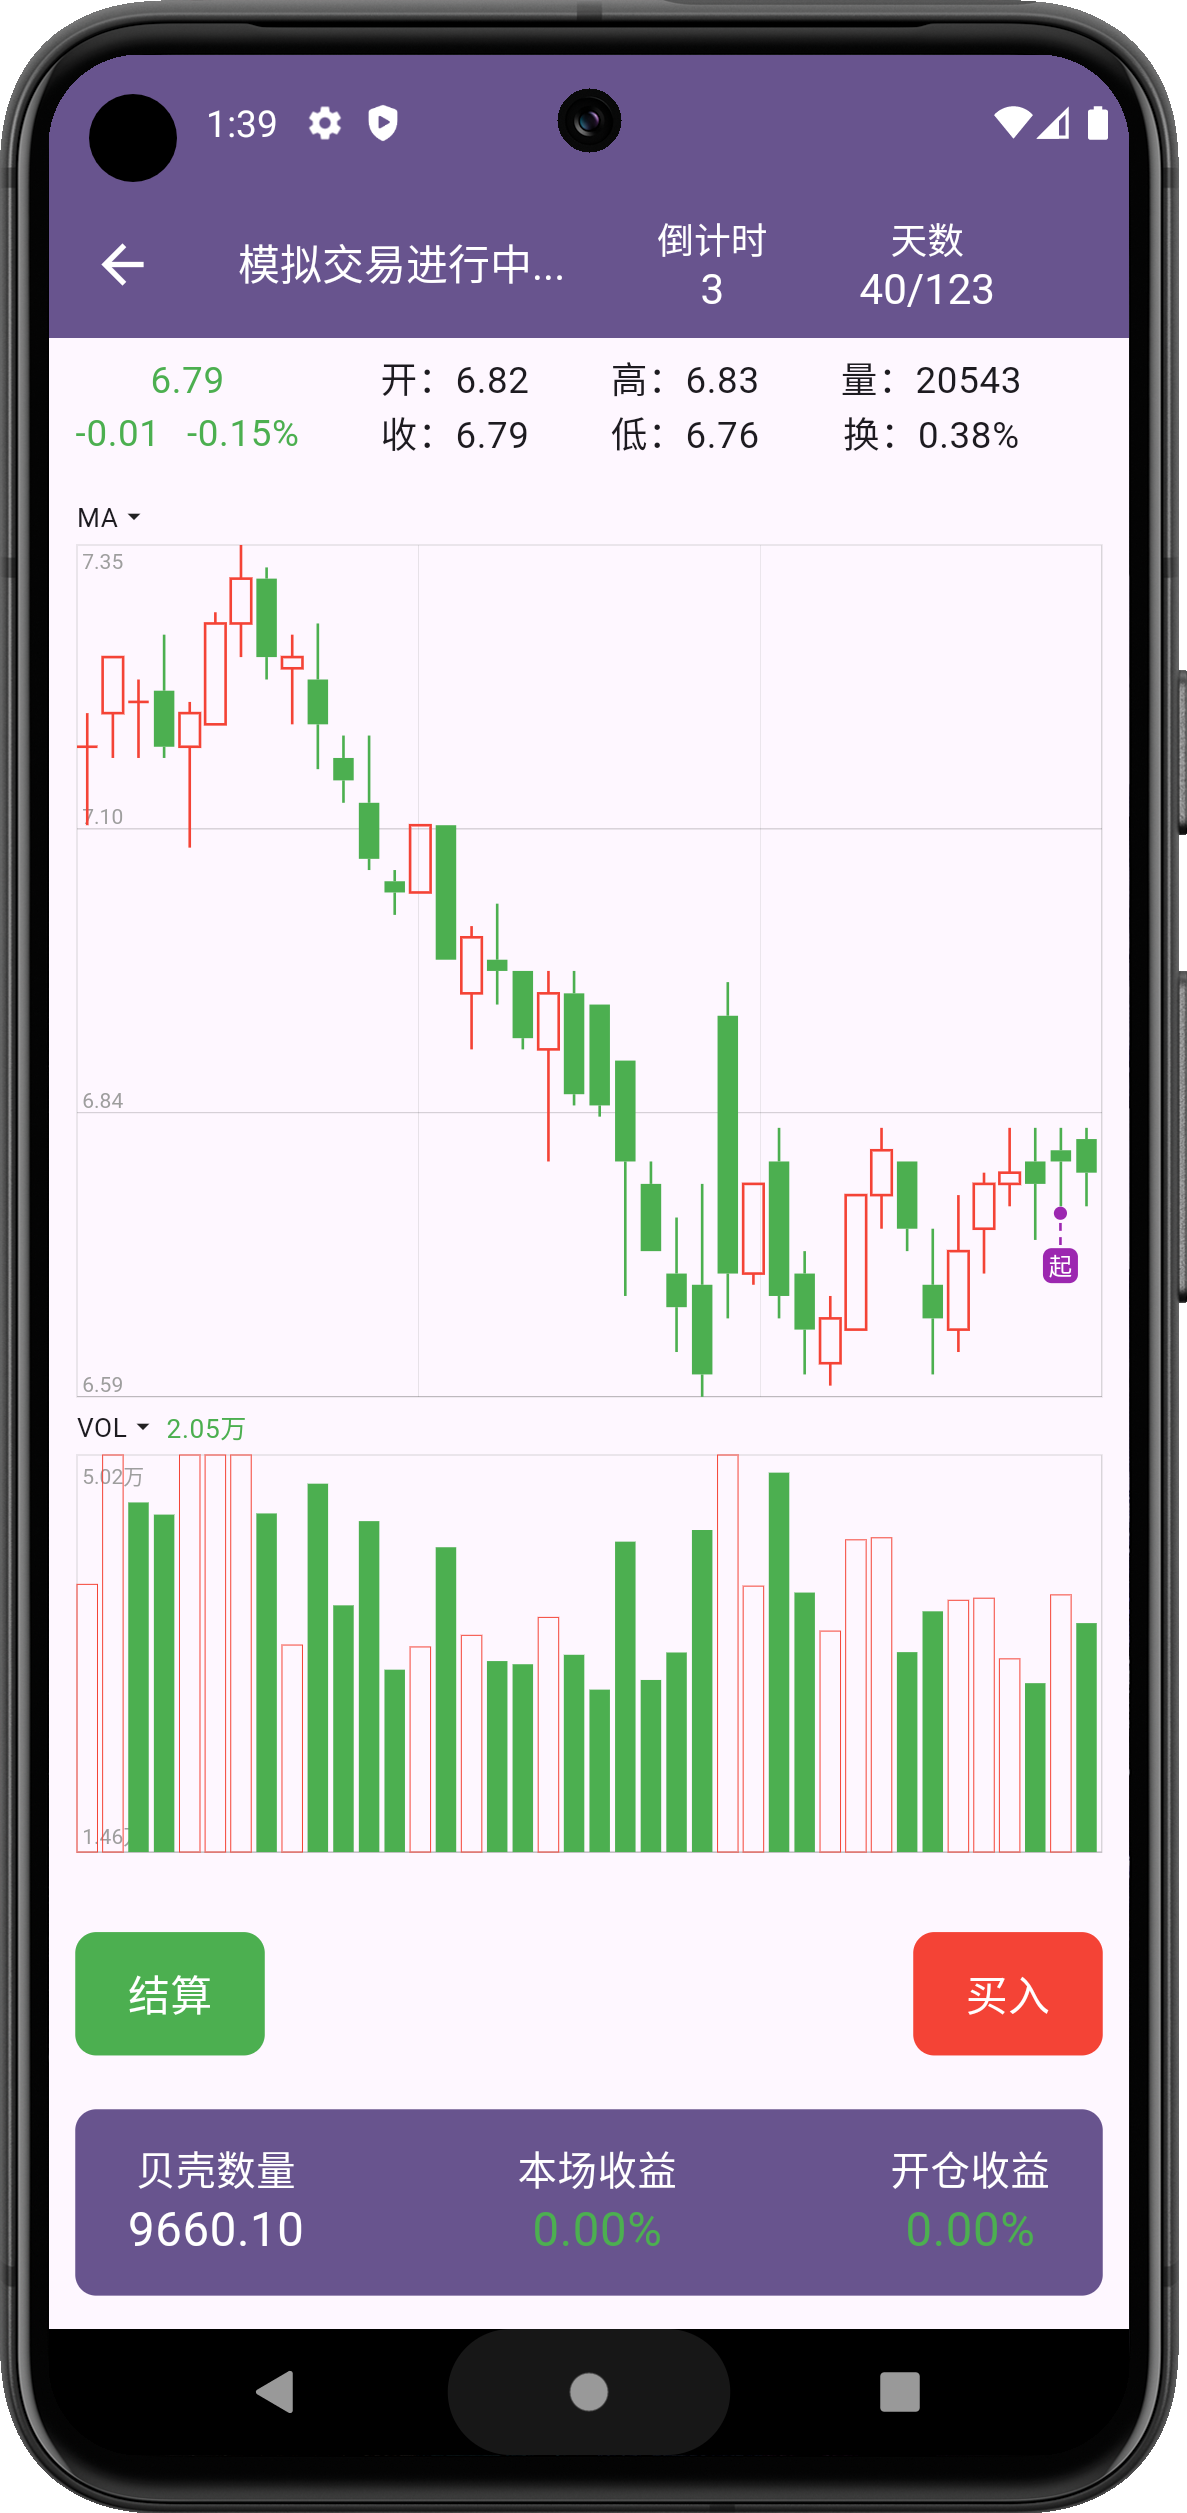 1:39
模拟交易进行中...
倒计时
3
天数
40/123
6.79
-0.01 -0.15%
开：6.82
高：6.83
量：20543
收：6.79
低：6.76
换：0.38%
MA
7.35
7.10
6.84
起
6.59
VOL 2.05万
5.02万
1.46万
结算
买入
贝壳数量
本场收益
开仓收益
9660.10
0.00%
0.00%